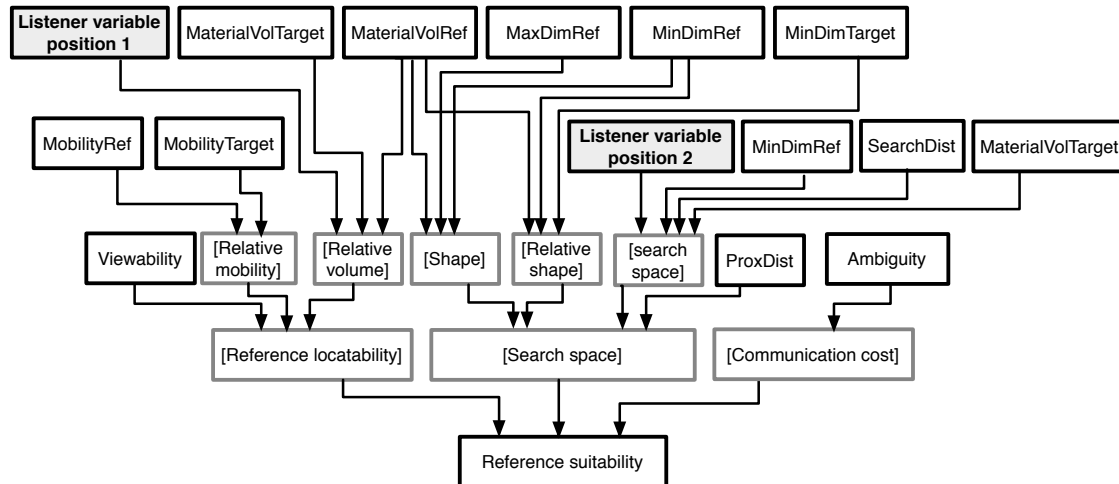 Listener variable
position 1
MaterialVolTarget
MaterialVolRef
MaxDimRef
MinDimRef
MinDimTarget
MobilityRef
MobilityTarget
Listener variable
position 2
MinDimRef
SearchDist
MaterialVolTarget
Viewability
[Relative
mobility]
[Relative
volume]
[Shape]
[Relative
shape]
[search
space]
ProxDist
Ambiguity
[Reference locatability]
[Search space]
[Communication cost]
Reference suitability